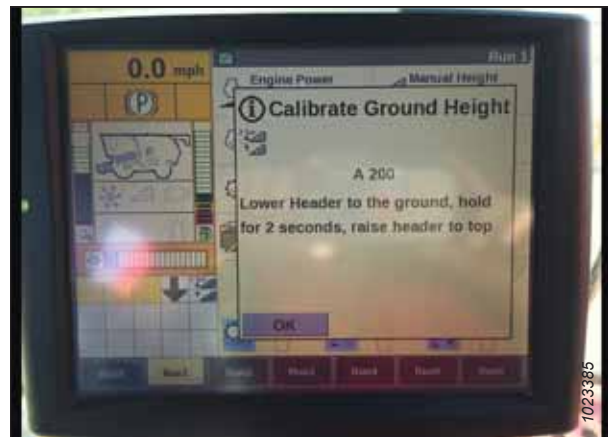 0.0 mph
Run 1
Engine Power
Manual Height
(P)
Calibrate Ground Height
A 200
Lower Header to the ground, hold
for 2 seconds, raise header to top
OK
Run2
1023385